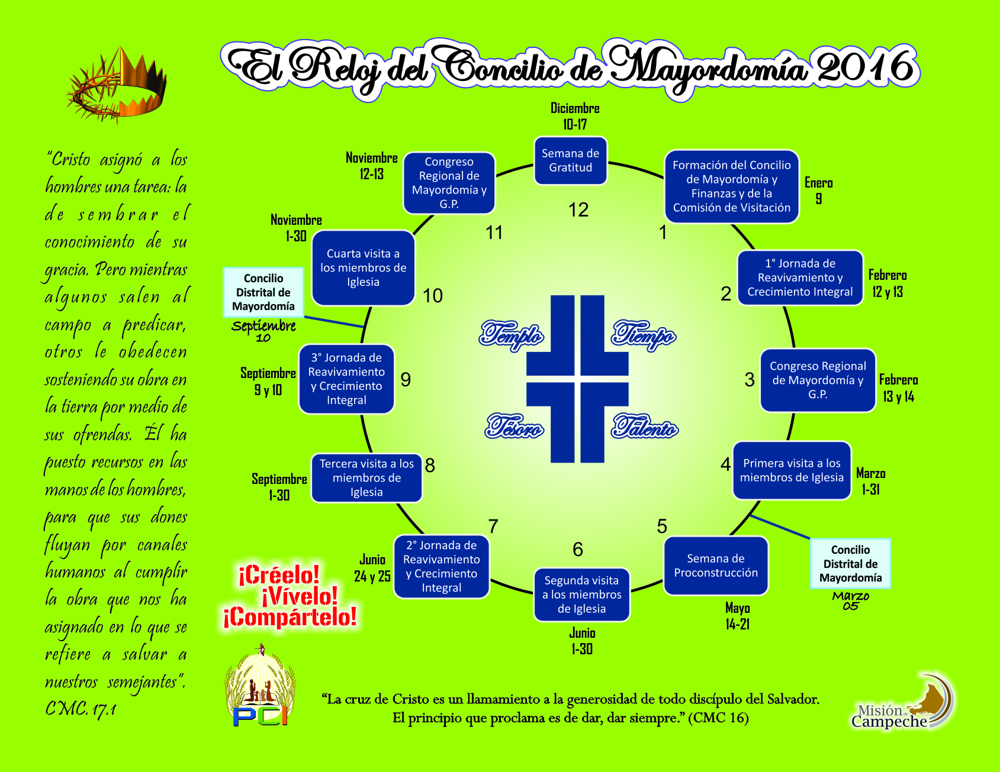 El Reloj del Concilio de Mayordomía 2016
“Cristo asignó a los
hombres una tarea: la
de sembrar el
conocimiento de su
gracia. Pero mientras
algunos salen al
campo a predicar,
otros le obedecen
sosteniendo su obra en
la tierra por medio de
sus ofrendas. Él ha
puesto recursos en las
manos de los hombres,
para que sus dones
fluyan por canales
humanos al cumplir
la obra que nos ha
asignado en lo que se
refiere a salvar a
nuestros semejantes”.
CMC. 17.1
Diciembre
10-17
Semana de
Gratitud
12
Formación del Concilio
de Mayordomía y
Finanzas y de la
Comisión de Visitación
Enero
9
1
1° Jornada de
Reavivamiento y
Crecimiento Integral
Febrero
12 y 13
2
Congreso Regional
de Mayordomía y
G.P.
Febrero
13 y 14
3
Primera visita a los
miembros de Iglesia
Marzo
1-31
4
Concilio
Distrital de
Mayordomía
Marzo
05
Semana de
Proconstrucción
Mayo
14-21
5
Segunda visita
a los miembros
de Iglesia
Junio
1-30
6
2° Jornada de
Reavivamiento
y Crecimiento
Integral
Junio
24 y 25
7
Tercera visita a los
miembros de
Iglesia
Septiembre
1-30
8
3° Jornada de
Reavivamiento
y Crecimiento
Integral
Septiembre
9 y 10
9
Concilio
Distrital de
Mayordomía
Septiembre
10
Cuarta visita a
los miembros de
Iglesia
Noviembre
1-30
10
Congreso
Regional de
Mayordomía y
G.P.
Noviembre
12-13
11
Templo
Tiempo
Tesoro
Talento
¡Créelo!
¡Vívelo!
¡Compártelo!
PCI
“La cruz de Cristo es un llamamiento a la generosidad de todo discípulo del Salvador.
El principio que proclama es de dar, dar siempre.” (CMC 16)
Misión de
Campeche